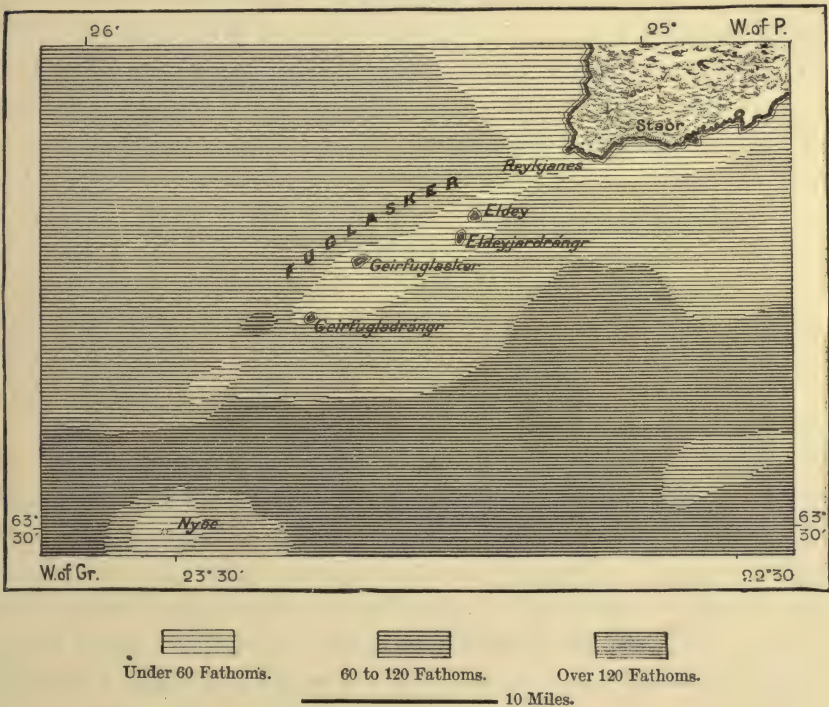 26' 25° W. of P.
Staðr
Reykjanes
FUGLASKER
Eldey
Eldeyjardrángr
Geirfuglasker
Geirfugladrángr
Nyöe
63° 30' 63° 30'
W. of Gr. 23° 30' 22°30
Under 60 Fathoms. 60 to 120 Fathoms. Over 120 Fathoms.
10 Miles.